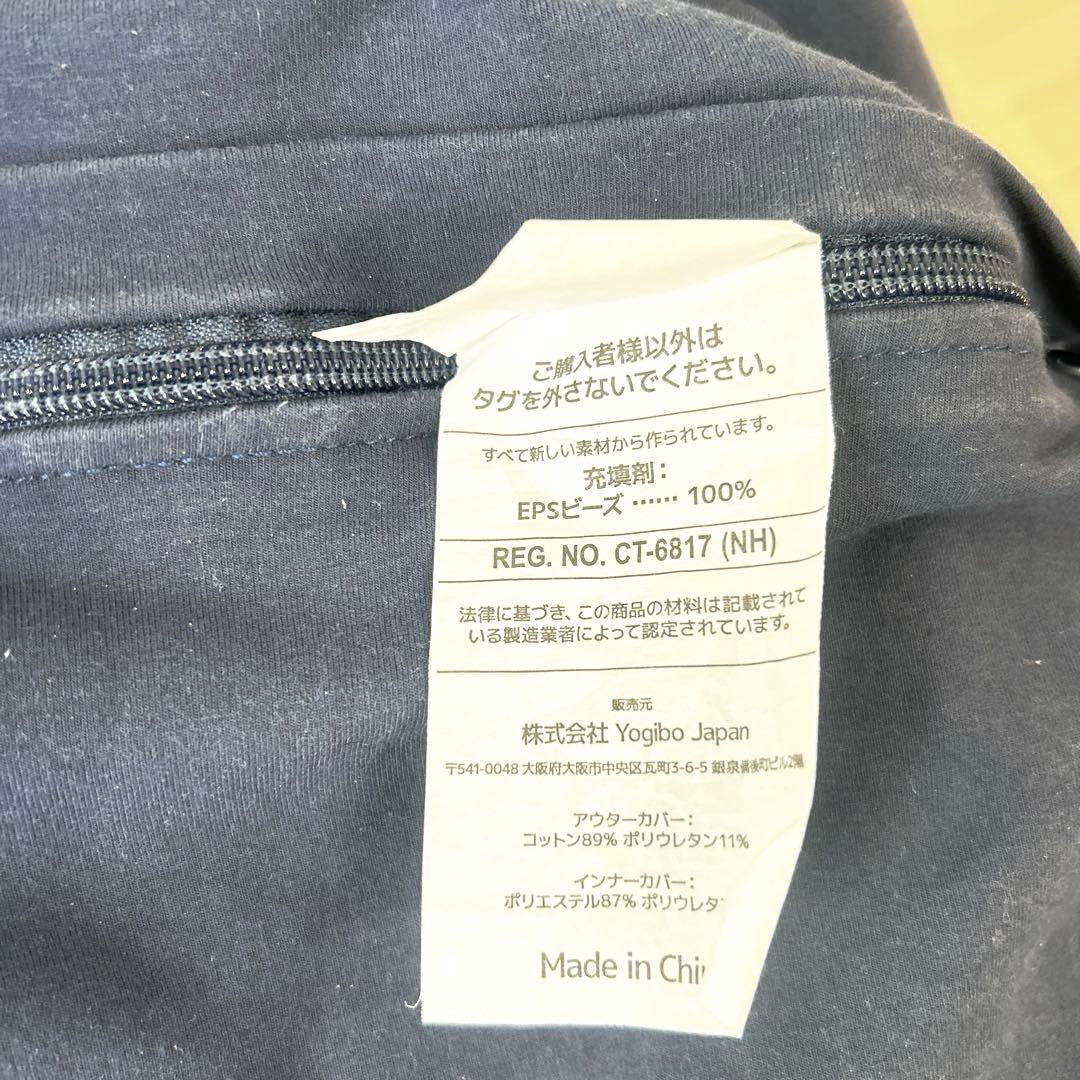 ご購入者様以外は
タグを外さないでください。
すべて新しい素材から作られています。
充填剤：
EPSビーズ …… 100%
REG. NO. CT-6817 (NH)
法律に基づき、この商品の材料は記載されて
いる製造業者によって認定されています。
販売元
株式会社 Yogibo Japan
〒541-0048 大阪府大阪市中央区瓦町3-6-5 銀泉備後町ビル2階
アウターカバー：
コットン89% ポリウレタン11%
インナーカバー：
ポリエステル87% ポリウレタ
Made in Chi